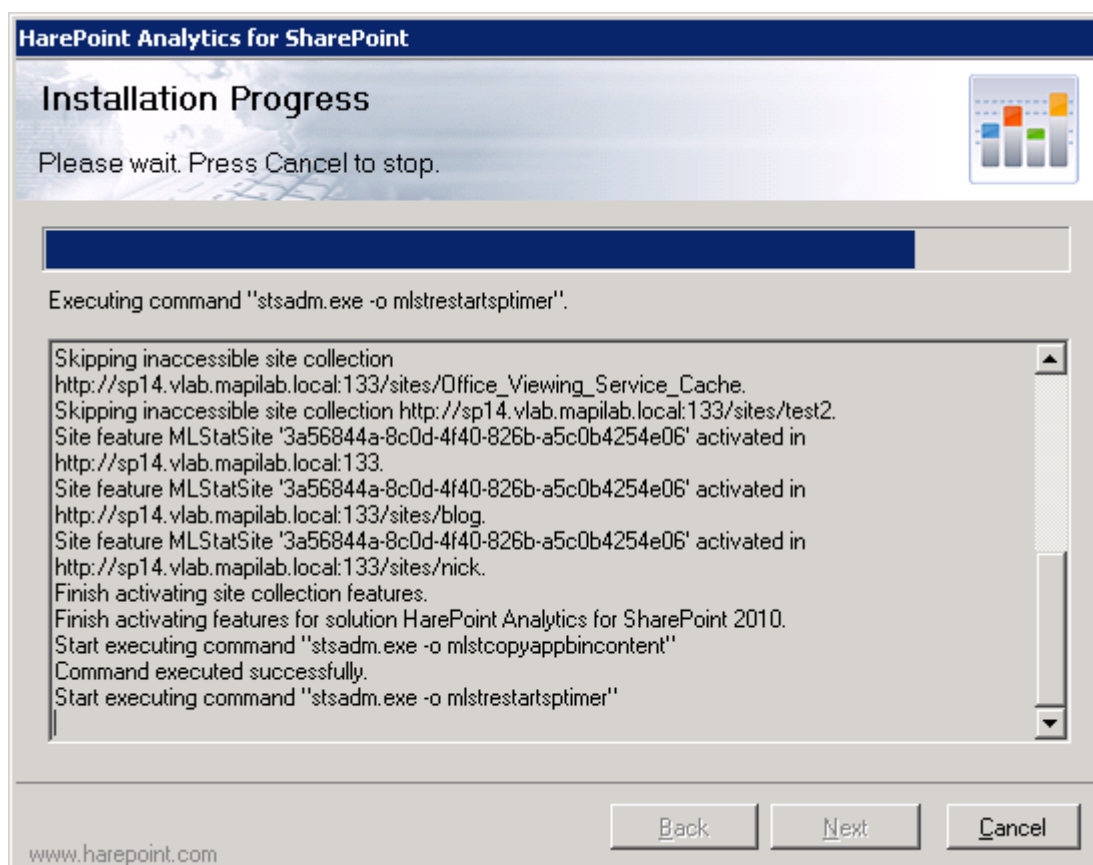 HarePoint Analytics for SharePoint
Installation Progress
Please wait. Press Cancel to stop.
Executing command "stsadm.exe -o mlstrestartsptimer".
Skipping inaccessible site collection
http://sp14.vlab.mapilab.local:133/sites/Office_Viewing_Service_Cache.
Skipping inaccessible site collection http://sp14.vlab.mapilab.local:133/sites/test2.
Site feature MLStatSite '3a56844a-8c0d-4f40-826b-a5c0b4254e06' activated in
http://sp14.vlab.mapilab.local:133.
Site feature MLStatSite '3a56844a-8c0d-4f40-826b-a5c0b4254e06' activated in
http://sp14.vlab.mapilab.local:133/sites/blog.
Site feature MLStatSite '3a56844a-8c0d-4f40-826b-a5c0b4254e06' activated in
http://sp14.vlab.mapilab.local:133/sites/nick.
Finish activating site collection features.
Finish activating features for solution HarePoint Analytics for SharePoint 2010.
Start executing command "stsadm.exe -o mlstcopyappbincontent"
Command executed successfully.
Start executing command "stsadm.exe -o mlstrestartsptimer"
Back
Next
Cancel
www.harepoint.com